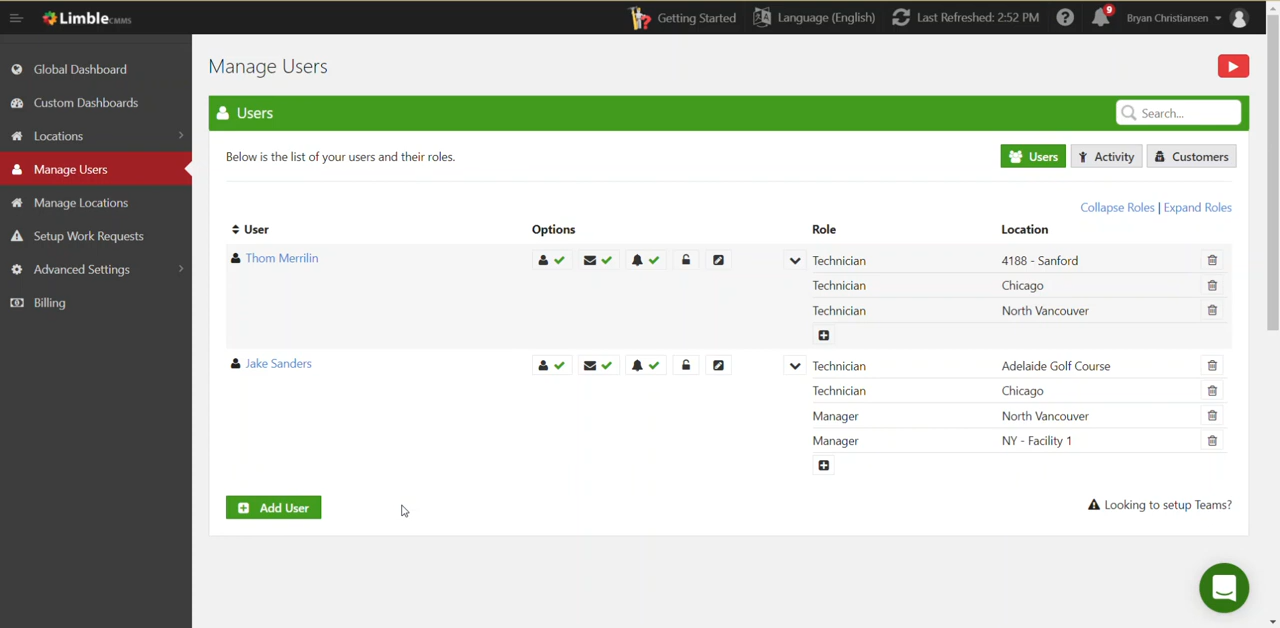 LimbleCMMS
Getting Started
Language (English)
Last Refreshed: 2:52 PM
9
Bryan Christiansen
Global Dashboard
Custom Dashboards
Locations
Manage Users
Manage Locations
Setup Work Requests
Advanced Settings
Billing
Manage Users
Users
Search...
Below is the list of your users and their roles.
Users
Activity
Customers
Collapse Roles | Expand Roles
User Options Role Location
Thom Merrilin Technician 4188 - Sanford
Technician Chicago
Technician North Vancouver
Jake Sanders Technician Adelaide Golf Course
Technician Chicago
Manager North Vancouver
Manager NY - Facility 1
Add User
Looking to setup Teams?